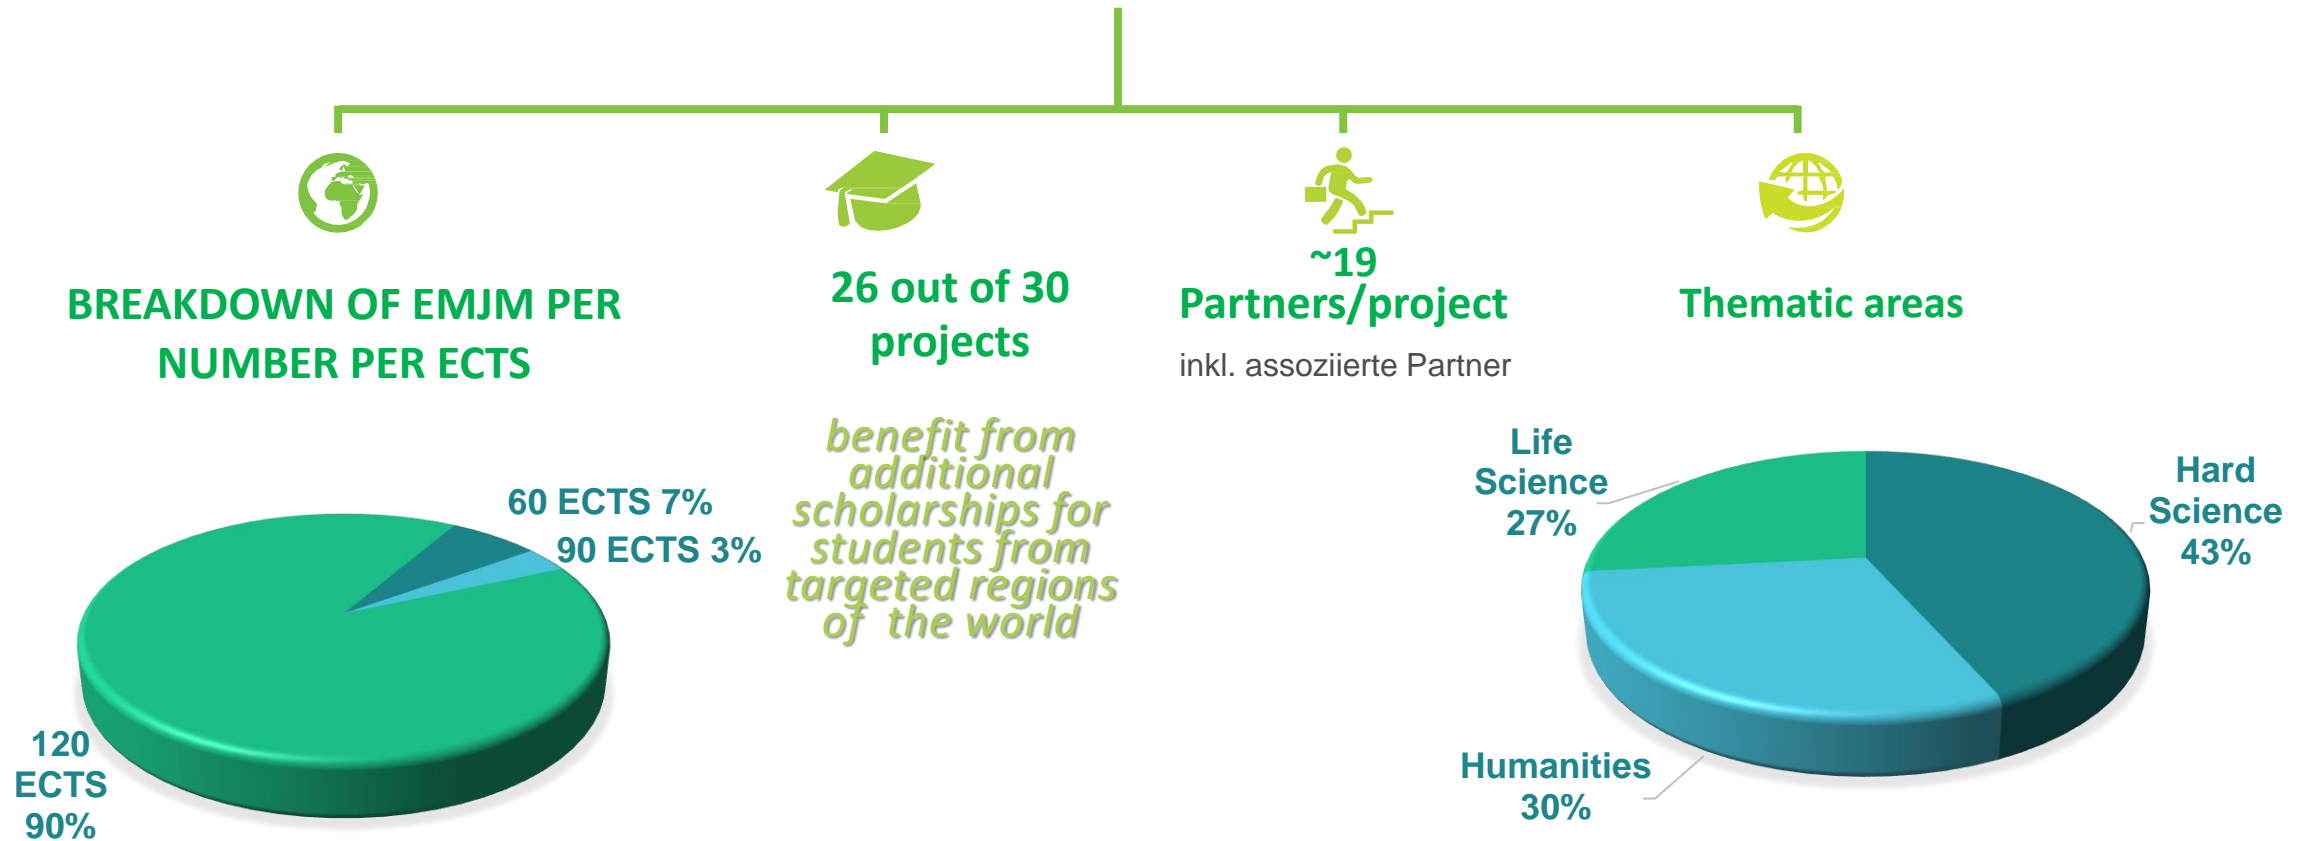 BREAKDOWN OF EMJM PER
NUMBER PER ECTS
120
ECTS
90%
60 ECTS 7%
90 ECTS 3%
26 out of 30
projects
benefit from
additional
scholarships for
students from
targeted regions
of the world
~19
Partners/project
inkl. assoziierte Partner
Thematic areas
Life
Science
27%
Hard
Science
43%
Humanities
30%